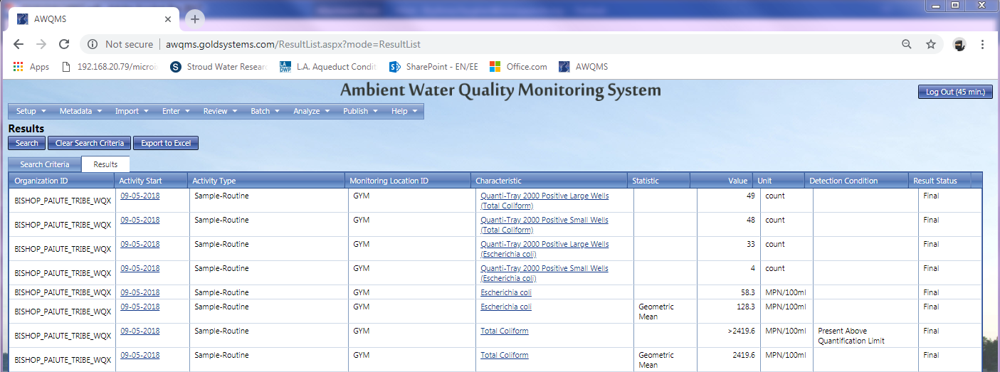 AWQMS
Not secure | awqms.goldsystems.com/ResultList.aspx?mode=ResultList
Apps 192.168.20.79/micro Stroud Water Resear L.A. Aqueduct Condit SharePoint - EN/EE Office.com AWQMS
Ambient Water Quality Monitoring System
Log Out (45 min.)
Setup Metadata Import Enter Review Batch Analyze Publish Help
Results
Search Clear Search Criteria Export to Excel
Search Criteria Results
Organization ID Activity Start Activity Type Monitoring Location ID Characteristic Statistic Value Unit Detection Condition Result Status
BISHOP_PAIUTE_TRIBE_WQX 09-05-2018 Sample-Routine GYM Quanti-Tray 2000 Positive Large Wells 49 count Final
(Total Coliform)
BISHOP_PAIUTE_TRIBE_WQX 09-05-2018 Sample-Routine GYM Quanti-Tray 2000 Positive Small Wells 48 count Final
(Total Coliform)
BISHOP_PAIUTE_TRIBE_WQX 09-05-2018 Sample-Routine GYM Quanti-Tray 2000 Positive Large Wells 33 count Final
(Escherichia coli)
BISHOP_PAIUTE_TRIBE_WQX 09-05-2018 Sample-Routine GYM Quanti-Tray 2000 Positive Small Wells 4 count Final
(Escherichia coli)
BISHOP_PAIUTE_TRIBE_WQX 09-05-2018 Sample-Routine GYM Escherichia coli 58.3 MPN/100ml Final
BISHOP_PAIUTE_TRIBE_WQX 09-05-2018 Sample-Routine GYM Escherichia coli Geometric 128.3 MPN/100ml Final
Mean
BISHOP_PAIUTE_TRIBE_WQX 09-05-2018 Sample-Routine GYM Total Coliform >2419.6 MPN/100ml Present Above Final
Quantification Limit
BISHOP_PAIUTE_TRIBE_WQX 09-05-2018 Sample-Routine GYM Total Coliform Geometric 2419.6 MPN/100ml Final
Mean